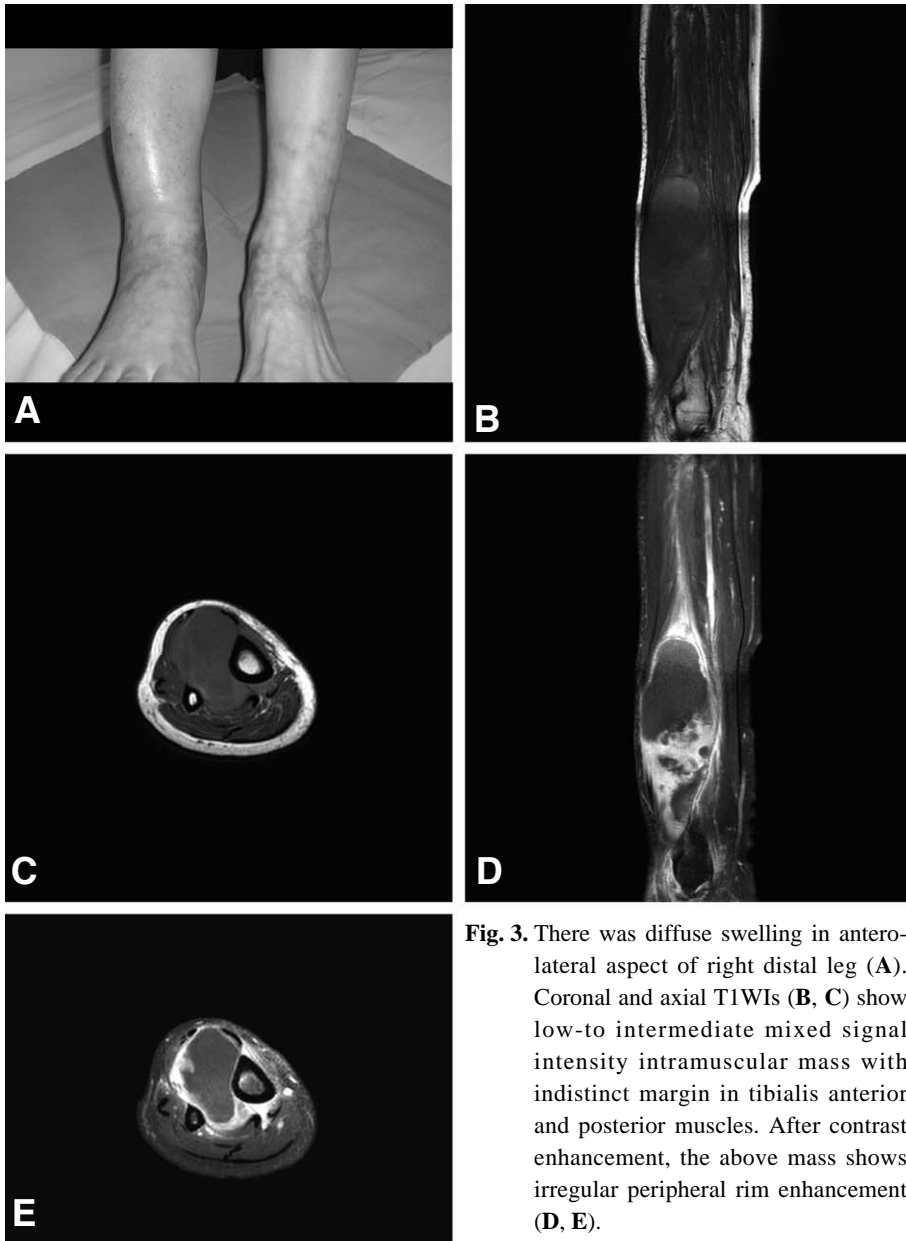 A
B
C
D
E
Fig. 3. There was diffuse swelling in antero-
lateral aspect of right distal leg (A).
Coronal and axial T1WIs (B, C) show
low-to intermediate mixed signal
intensity intramuscular mass with
indistinct margin in tibialis anterior
and posterior muscles. After contrast
enhancement, the above mass shows
irregular peripheral rim enhancement
(D, E).